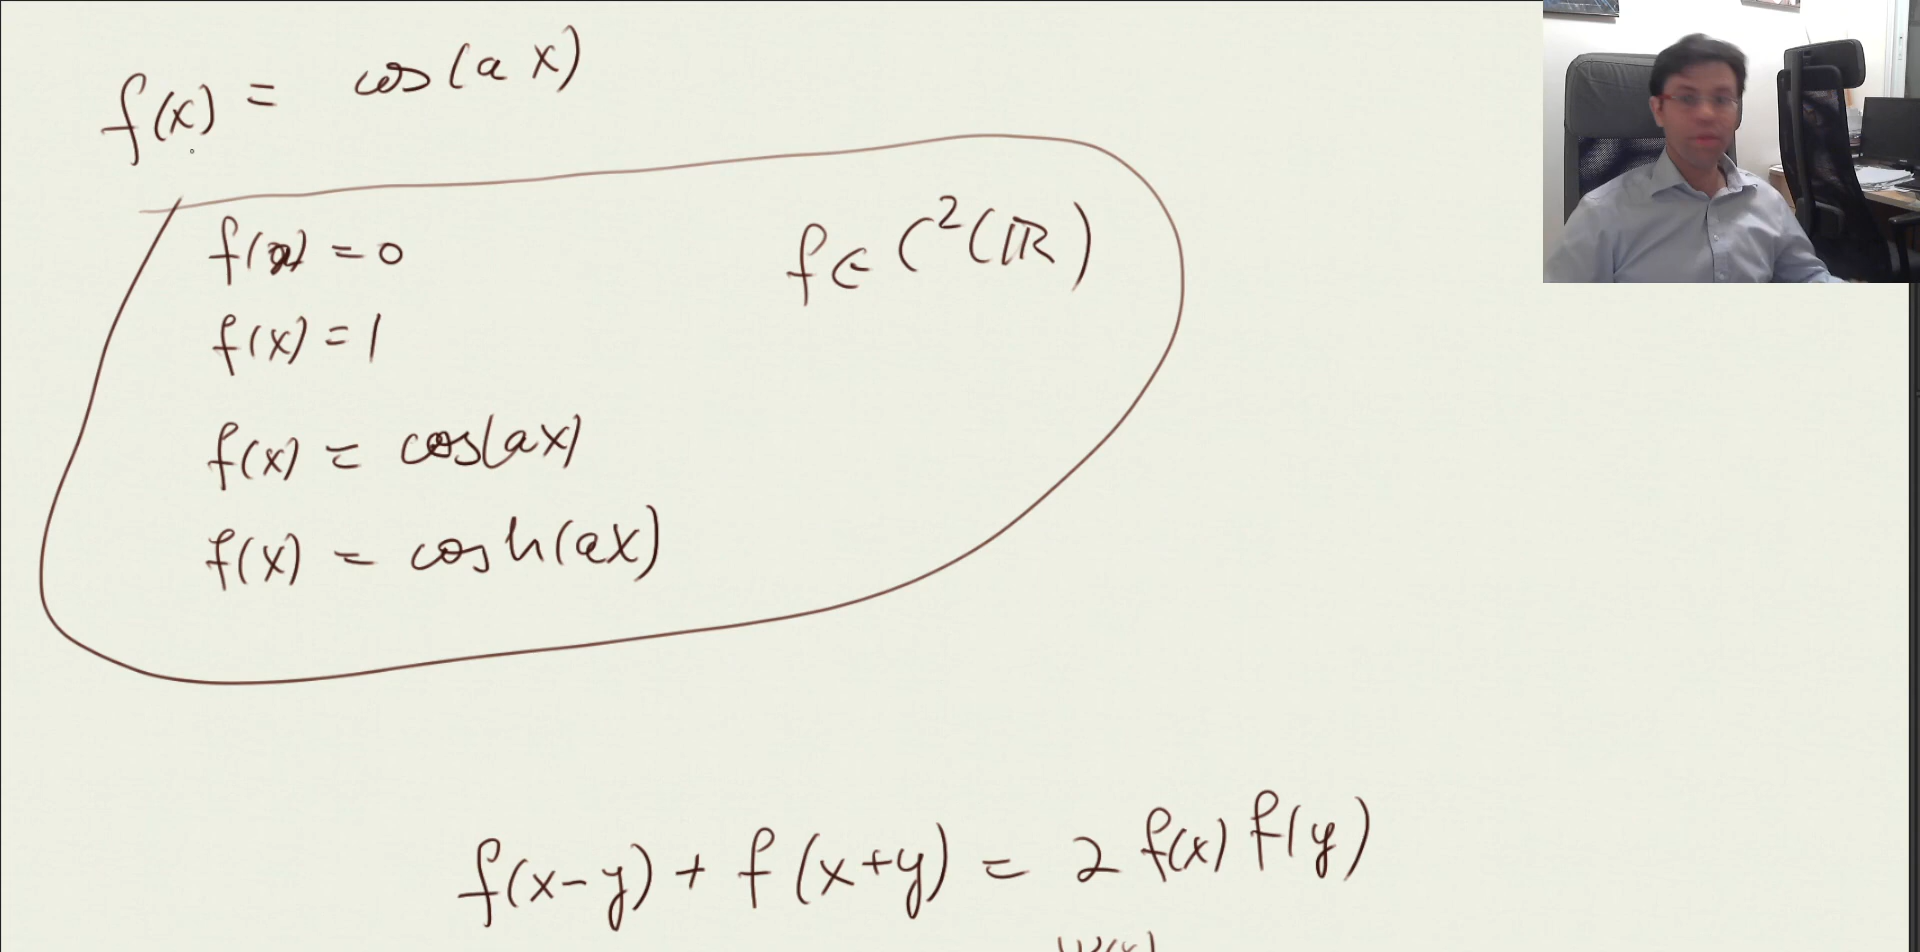 f(x) = cos(a x)
f(x) = 0
f ∈ C²(ℝ)
f(x) = 1
f(x) = cos(ax)
f(x) = cosh(ax)
f(x-y) + f(x+y) = 2 f(x) f(y)